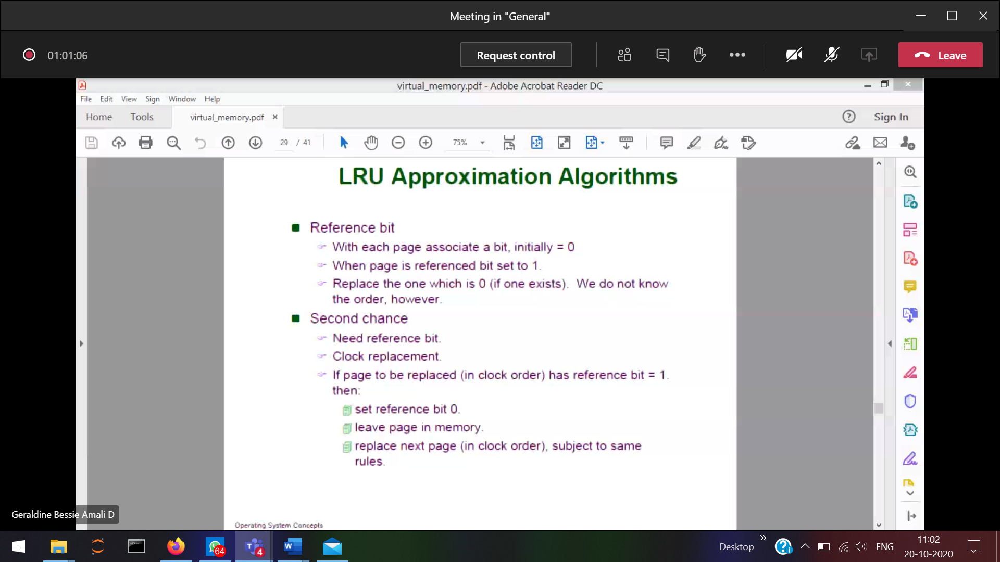 Meeting in "General"
01:01:06
Request control
Leave
virtual_memory.pdf - Adobe Acrobat Reader DC
File Edit View Sign Window Help
Home Tools virtual_memory.pdf Sign In
29 / 41 75%
LRU Approximation Algorithms
Reference bit
With each page associate a bit, initially = 0
When page is referenced bit set to 1.
Replace the one which is 0 (if one exists). We do not know
the order, however.
Second chance
Need reference bit.
Clock replacement.
If page to be replaced (in clock order) has reference bit = 1.
then:
set reference bit 0.
leave page in memory.
replace next page (in clock order), subject to same
rules.
Geraldine Bessie Amali D
Operating System Concepts
64
T 4
W
Desktop
ENG
11:02
20-10-2020